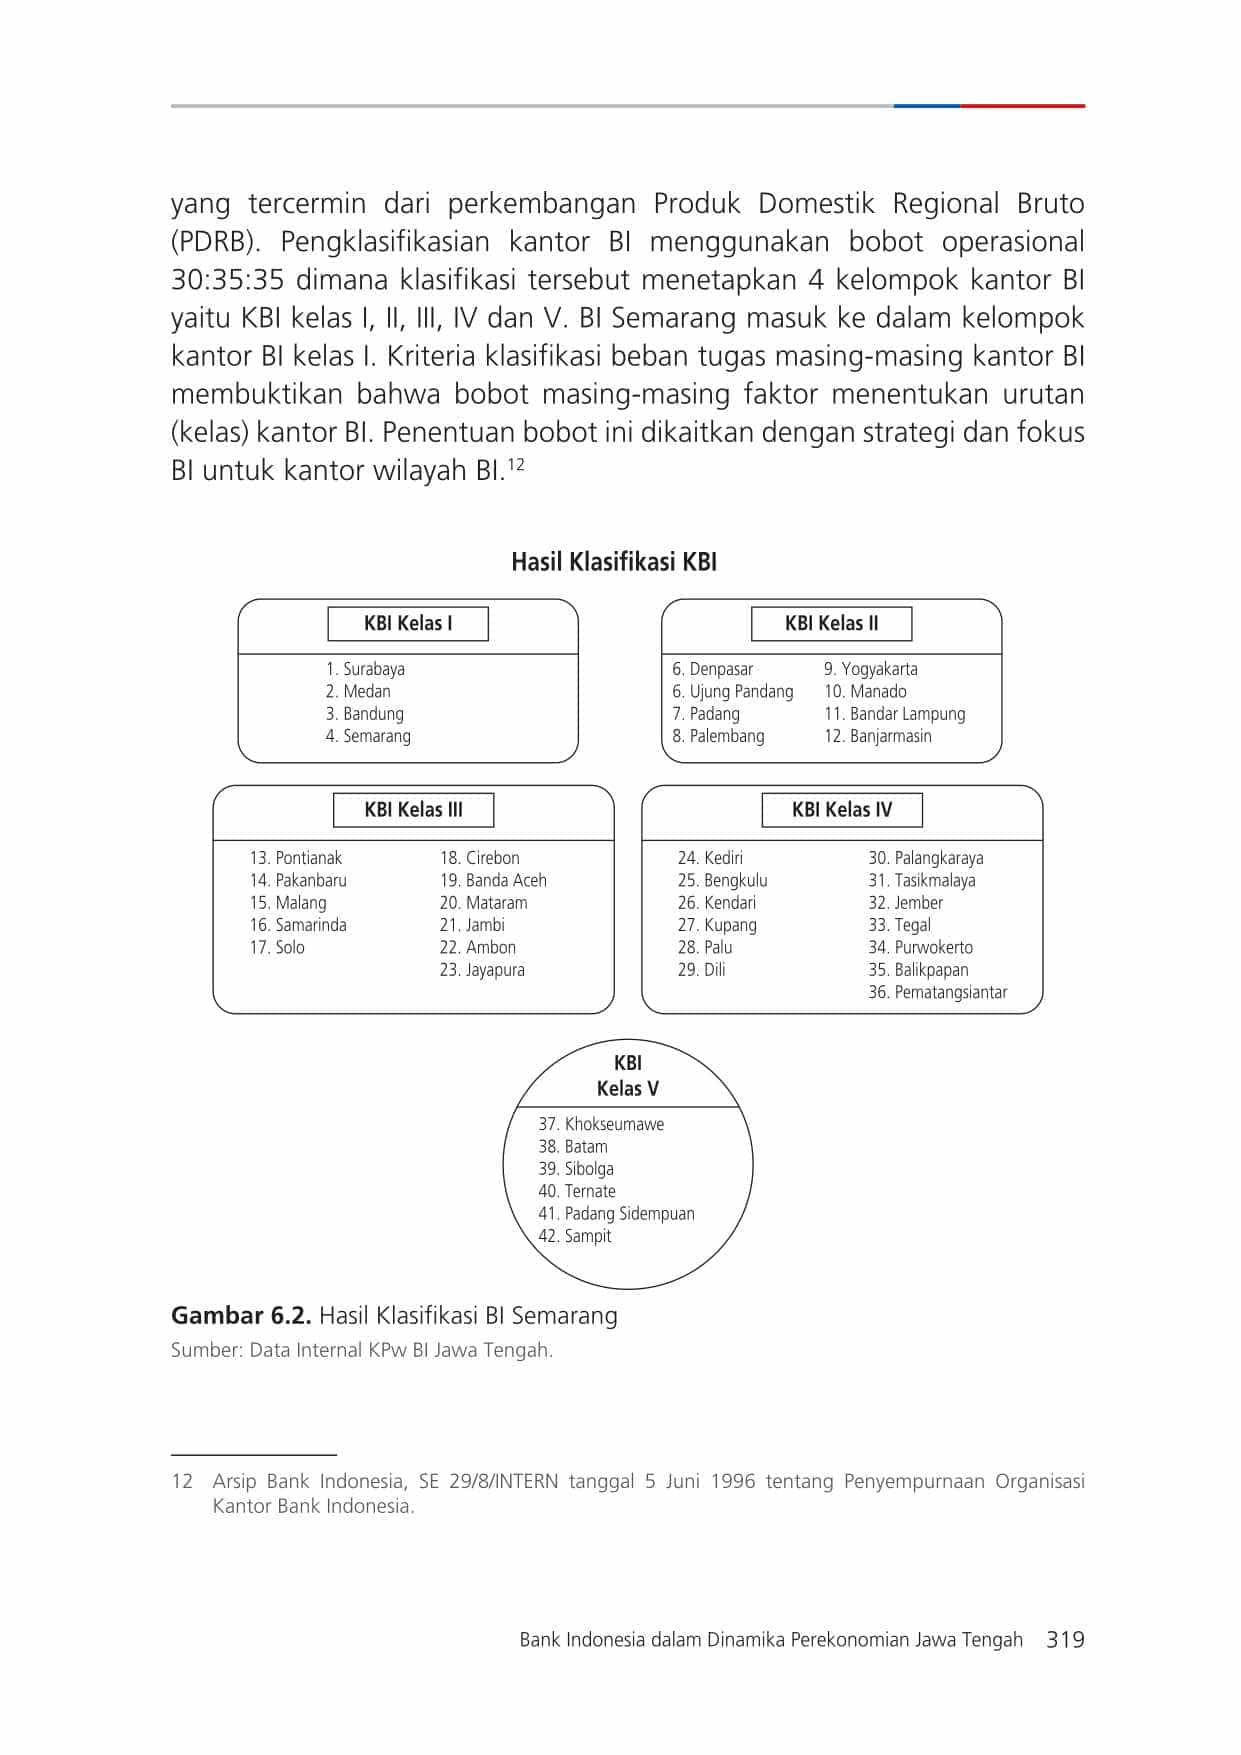 yang tercermin dari perkembangan Produk Domestik Regional Bruto
(PDRB). Pengklasifikasian kantor BI menggunakan bobot operasional
30:35:35 dimana klasifikasi tersebut menetapkan 4 kelompok kantor BI
yaitu KBI kelas I, II, III, IV dan V. BI Semarang masuk ke dalam kelompok
kantor BI kelas I. Kriteria klasifikasi beban tugas masing-masing kantor BI
membuktikan bahwa bobot masing-masing faktor menentukan urutan
(kelas) kantor BI. Penentuan bobot ini dikaitkan dengan strategi dan fokus
BI untuk kantor wilayah BI.12
Hasil Klasifikasi KBI
KBI Kelas I
1. Surabaya
2. Medan
3. Bandung
4. Semarang
KBI Kelas II
6. Denpasar
6. Ujung Pandang
7. Padang
8. Palembang
9. Yogyakarta
10. Manado
11. Bandar Lampung
12. Banjarmasin
KBI Kelas III
13. Pontianak
14. Pakanbaru
15. Malang
16. Samarinda
17. Solo
18. Cirebon
19. Banda Aceh
20. Mataram
21. Jambi
22. Ambon
23. Jayapura
KBI Kelas IV
24. Kediri
25. Bengkulu
26. Kendari
27. Kupang
28. Palu
29. Dili
30. Palangkaraya
31. Tasikmalaya
32. Jember
33. Tegal
34. Purwokerto
35. Balikpapan
36. Pematangsiantar
KBI
Kelas V
37. Khokseumawe
38. Batam
39. Sibolga
40. Ternate
41. Padang Sidempuan
42. Sampit
Gambar 6.2. Hasil Klasifikasi BI Semarang
Sumber: Data Internal KPw BI Jawa Tengah.
12 Arsip Bank Indonesia, SE 29/8/INTERN tanggal 5 Juni 1996 tentang Penyempurnaan Organisasi
Kantor Bank Indonesia.
Bank Indonesia dalam Dinamika Perekonomian Jawa Tengah 319